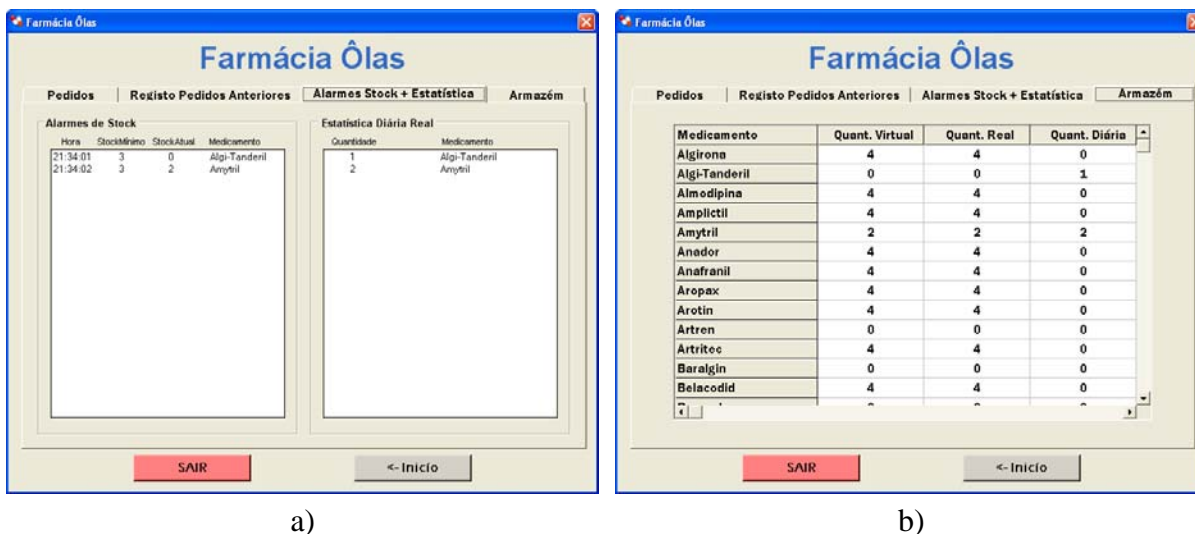 Farmácia Ôlas
Farmácia Ôlas
Pedidos Registo Pedidos Anteriores Alarmes Stock + Estatística Armazém
Alarmes de Stock Estatística Diária Real
Hora StockMínimo StockAtual Medicamento Quantidade Medicamento
21:34:01 3 0 Algi-Tanderil 1 Algi-Tanderil
21:34:02 3 2 Amytril 2 Amytril
SAIR <- Início
a)
Farmácia Ôlas
Farmácia Ôlas
Pedidos Registo Pedidos Anteriores Alarmes Stock + Estatística Armazém
Medicamento Quant. Virtual Quant. Real Quant. Diária
Algirona 4 4 0
Algi-Tanderil 0 0 1
Almodipina 4 4 0
Amplictil 4 4 0
Amytril 2 2 2
Anador 4 4 0
Anafranil 4 4 0
Aropax 4 4 0
Arotin 4 4 0
Artren 0 0 0
Artritec 4 4 0
Baralgin 0 0 0
Belacodid 4 4 0
SAIR <- Início
b)